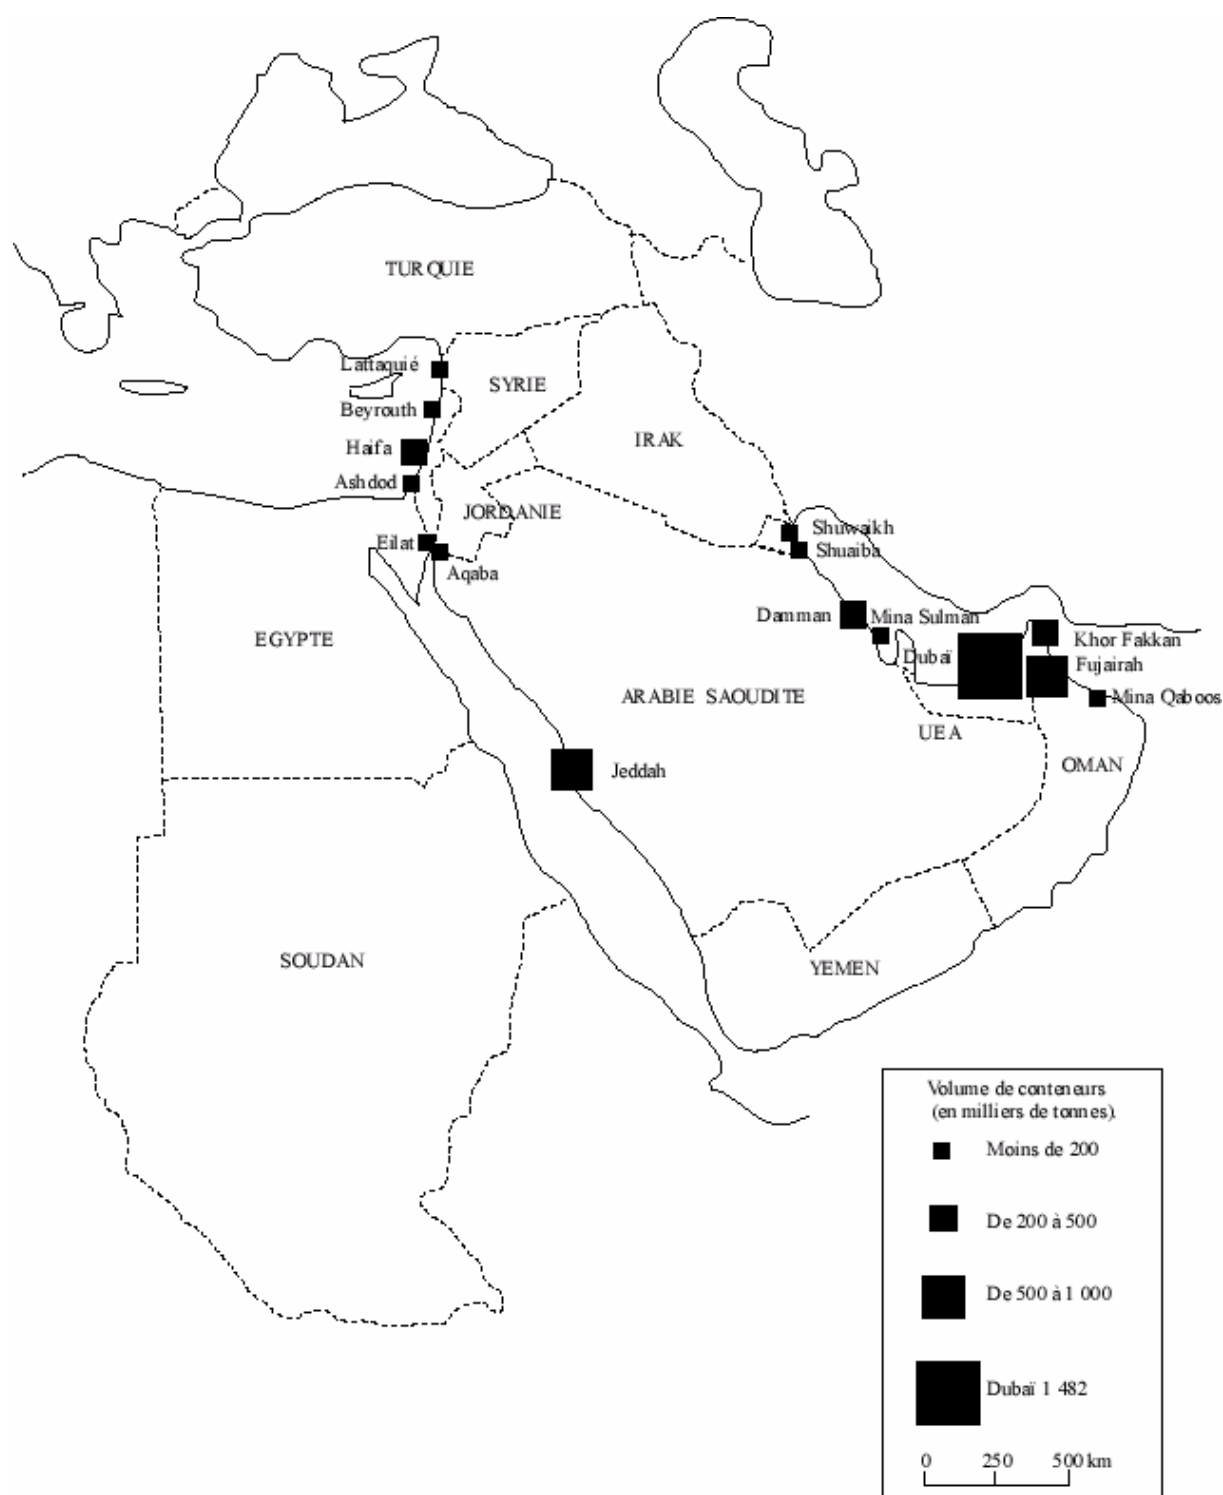 TURQUIE
Lattaquié
SYRIE
Beyrouth
IRAK
Haifa
Ashdod
JORDANIE
Shuwaikh
Eilat
Shuaiba
Aqaba
Damman
Mina Sulman
EGYPTE
Khor Fakkan
Dubaï
Fujairah
ARABIE SAOUDITE
Mina Qaboos
UEA
OMAN
Jeddah
SOUDAN
YEMEN
Volume de conteneurs
(en milliers de tonnes).
Moins de 200
De 200 à 500
De 500 à 1 000
Dubaï 1 482
0 250 500 km